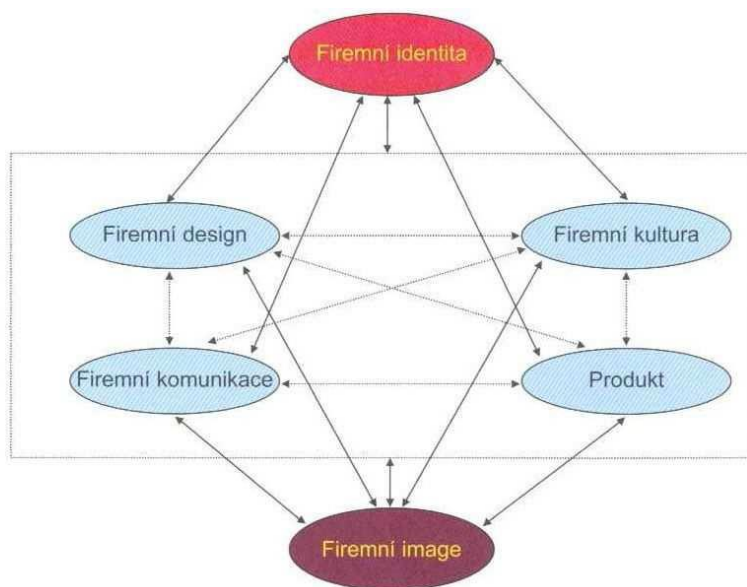 Firemní identita
Firemní design
Firemní kultura
Firemní komunikace
Produkt
Firemní image